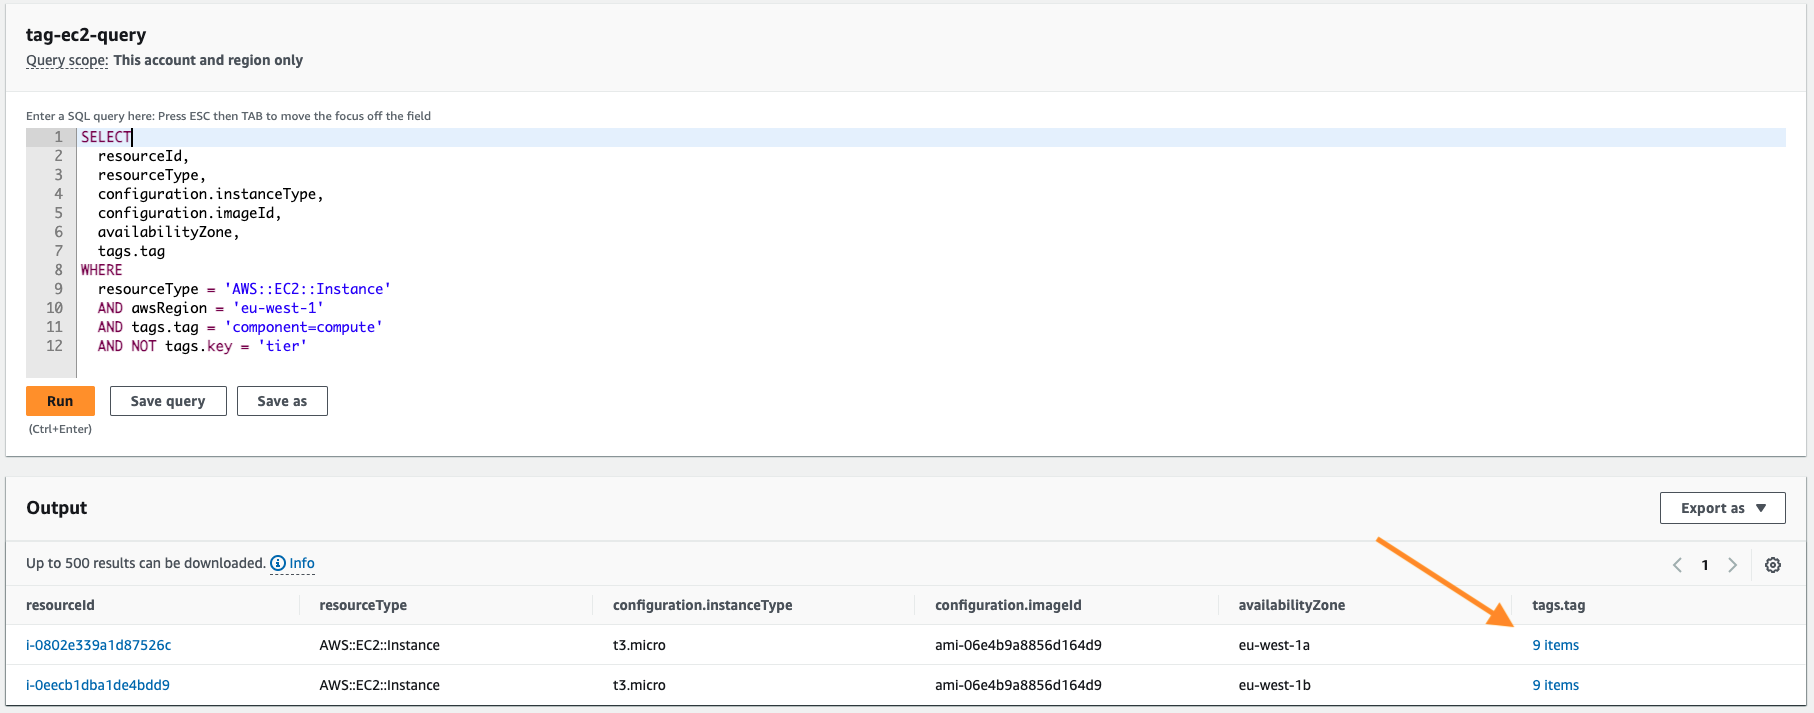 tag-ec2-query
Query scope: This account and region only
Enter a SQL query here: Press ESC then TAB to move the focus off the field
1 SELECT
2 resourceId,
3 resourceType,
4 configuration.instanceType,
5 configuration.imageId,
6 availabilityZone,
7 tags.tag
8 WHERE
9 resourceType = 'AWS::EC2::Instance'
10 AND awsRegion = 'eu-west-1'
11 AND tags.tag = 'component=compute'
12 AND NOT tags.key = 'tier'
Run Save query Save as
(Ctrl+Enter)
Output Export as
Up to 500 results can be downloaded. Info 1
resourceId resourceType configuration.instanceType configuration.imageId availabilityZone tags.tag
i-0802e339a1d87526c AWS::EC2::Instance t3.micro ami-06e4b9a8856d164d9 eu-west-1a 9 items
i-0eecb1dba1de4bdd9 AWS::EC2::Instance t3.micro ami-06e4b9a8856d164d9 eu-west-1b 9 items